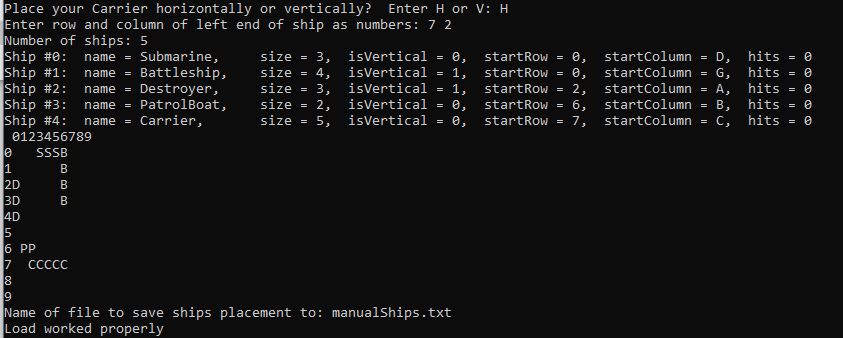 Place your Carrier horizontally or vertically?  Enter H or V: H
Enter row and column of left end of ship as numbers: 7 2
Number of ships: 5
Ship #0:  name = Submarine,     size = 3,  isVertical = 0,  startRow = 0,  startColumn = D,  hits = 0
Ship #1:  name = Battleship,    size = 4,  isVertical = 1,  startRow = 0,  startColumn = G,  hits = 0
Ship #2:  name = Destroyer,     size = 3,  isVertical = 1,  startRow = 2,  startColumn = A,  hits = 0
Ship #3:  name = PatrolBoat,    size = 2,  isVertical = 0,  startRow = 6,  startColumn = B,  hits = 0
Ship #4:  name = Carrier,       size = 5,  isVertical = 0,  startRow = 7,  startColumn = C,  hits = 0
 0123456789
0   SSSB
1      B
2D     B
3D     B
4D
5
6 PP
7  CCCCC
8
9
Name of file to save ships placement to: manualShips.txt
Load worked properly